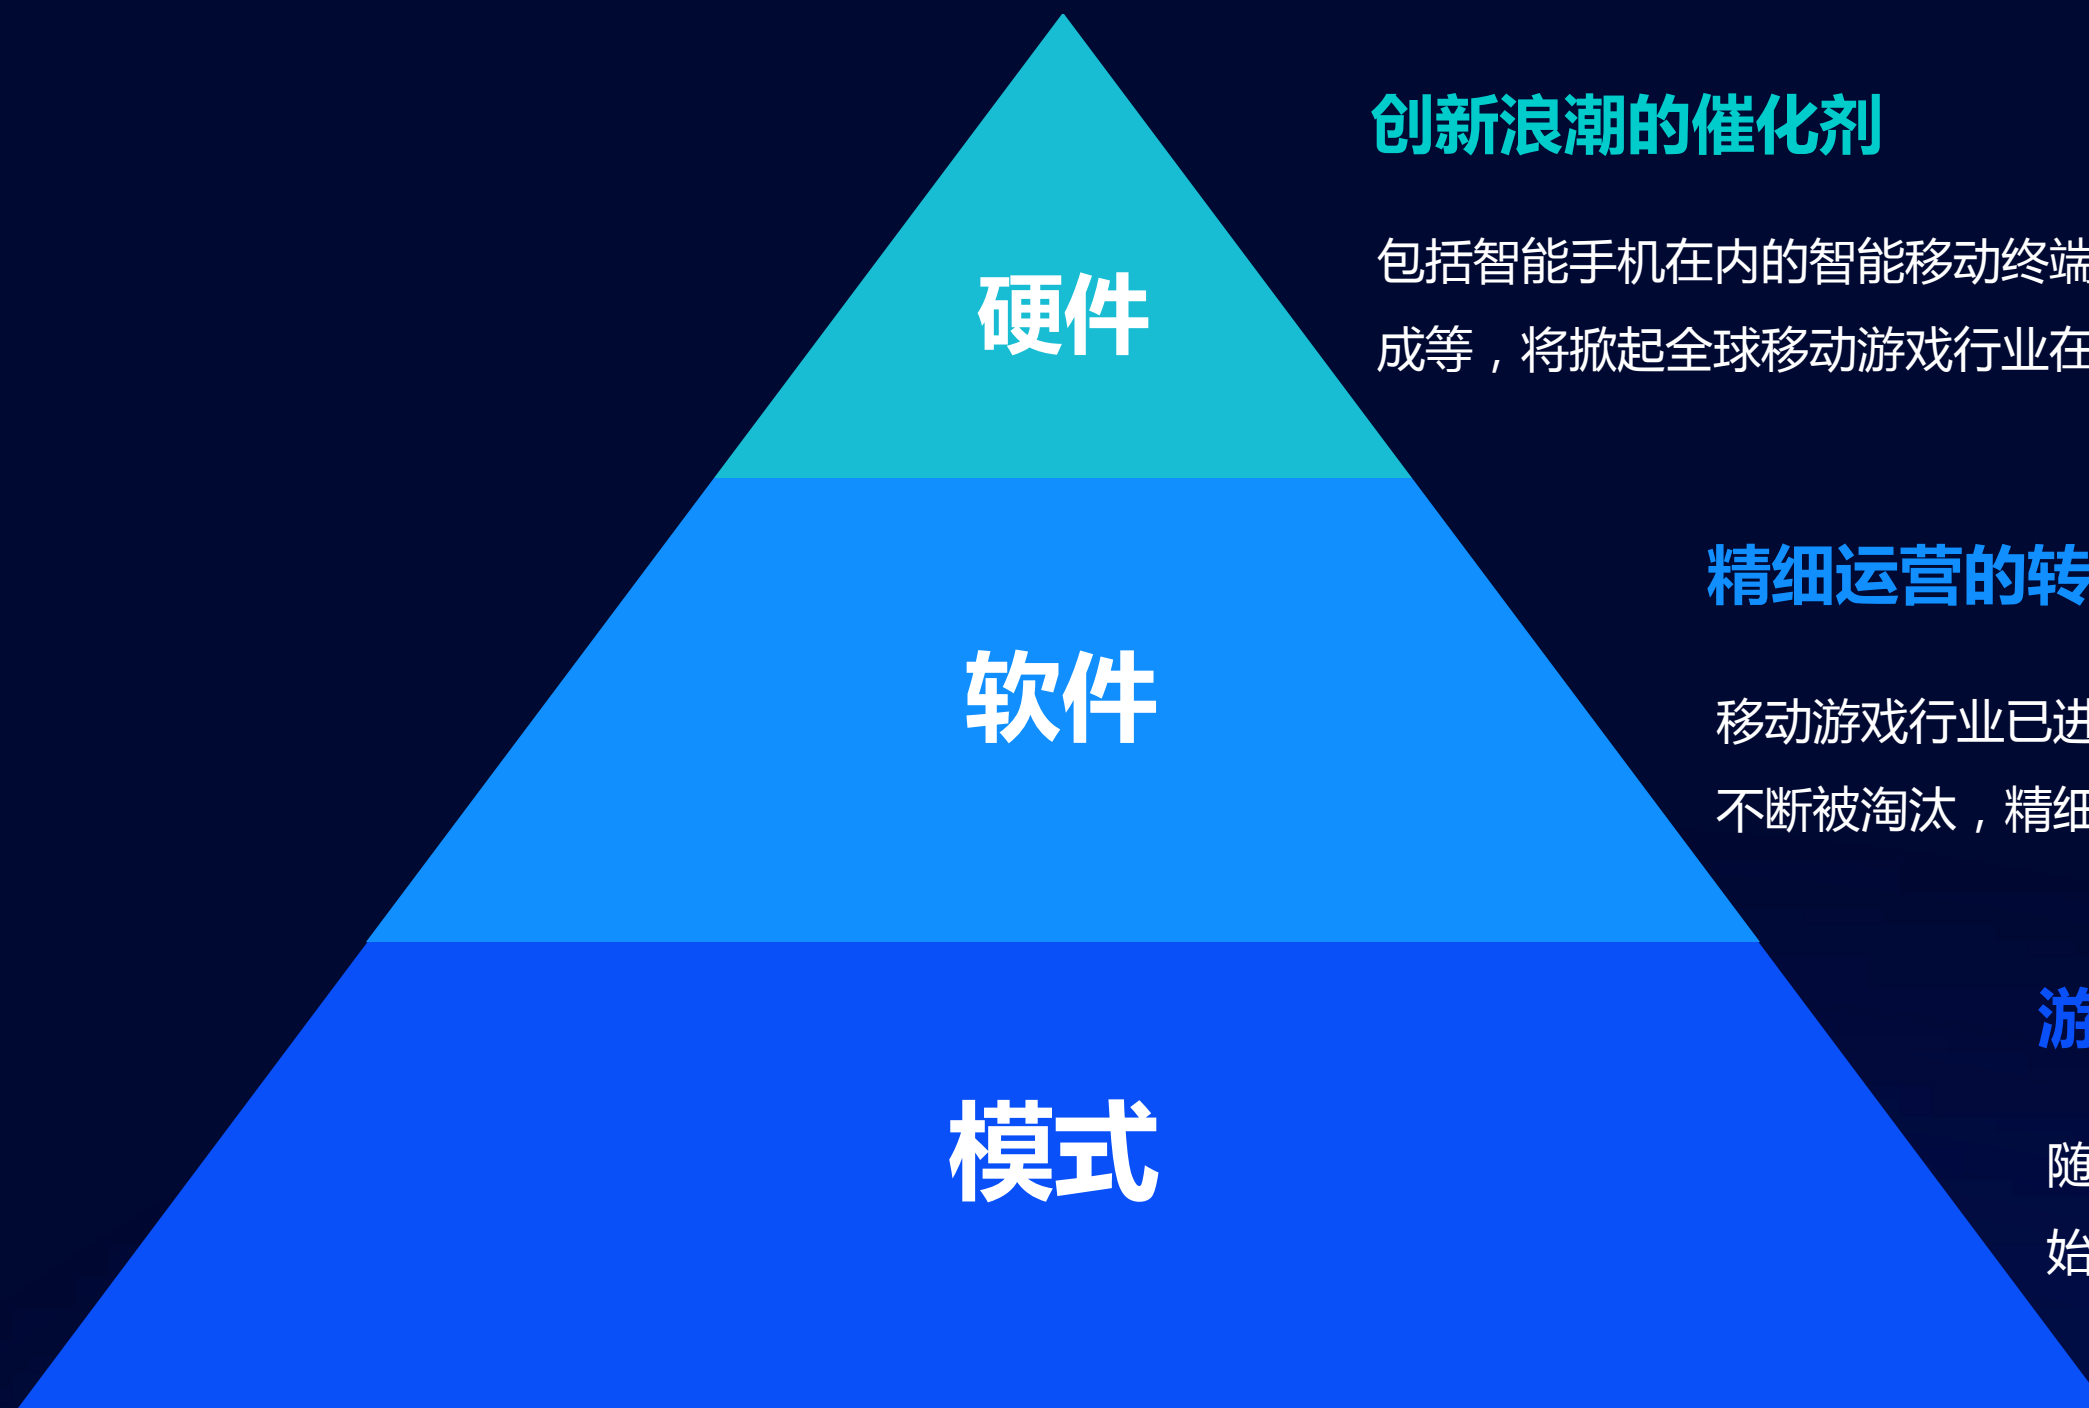 创新浪潮的催化剂
包括智能手机在内的智能移动终端
硬件
成等，将掀起全球移动游戏行业在
精细运营的转
软件
移动游戏行业已进
不断被淘汰，精细
游
模式
随
始